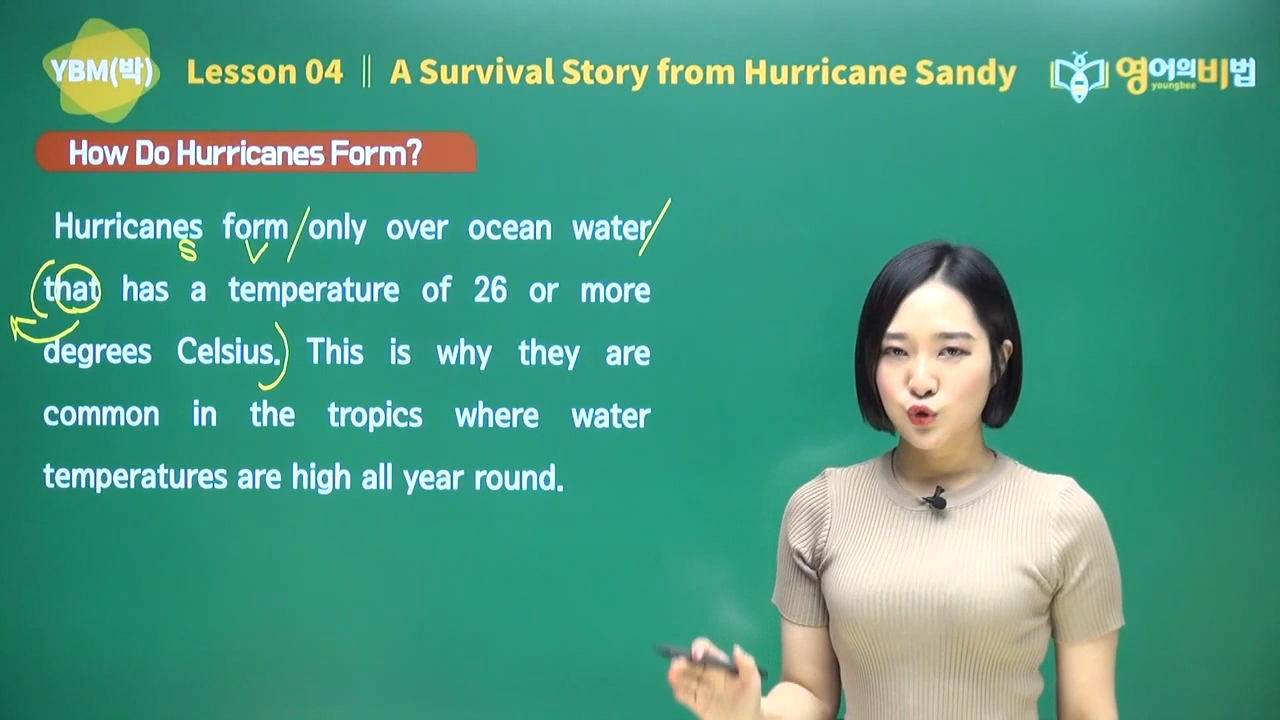 YBM(박) Lesson 04 A Survival Story from Hurricane Sandy 영어의비법
youngbee
How Do Hurricanes Form?
Hurricanes form only over ocean water
S V
that has a temperature of 26 or more
degrees Celsius. This is why they are
common in the tropics where water
temperatures are high all year round.